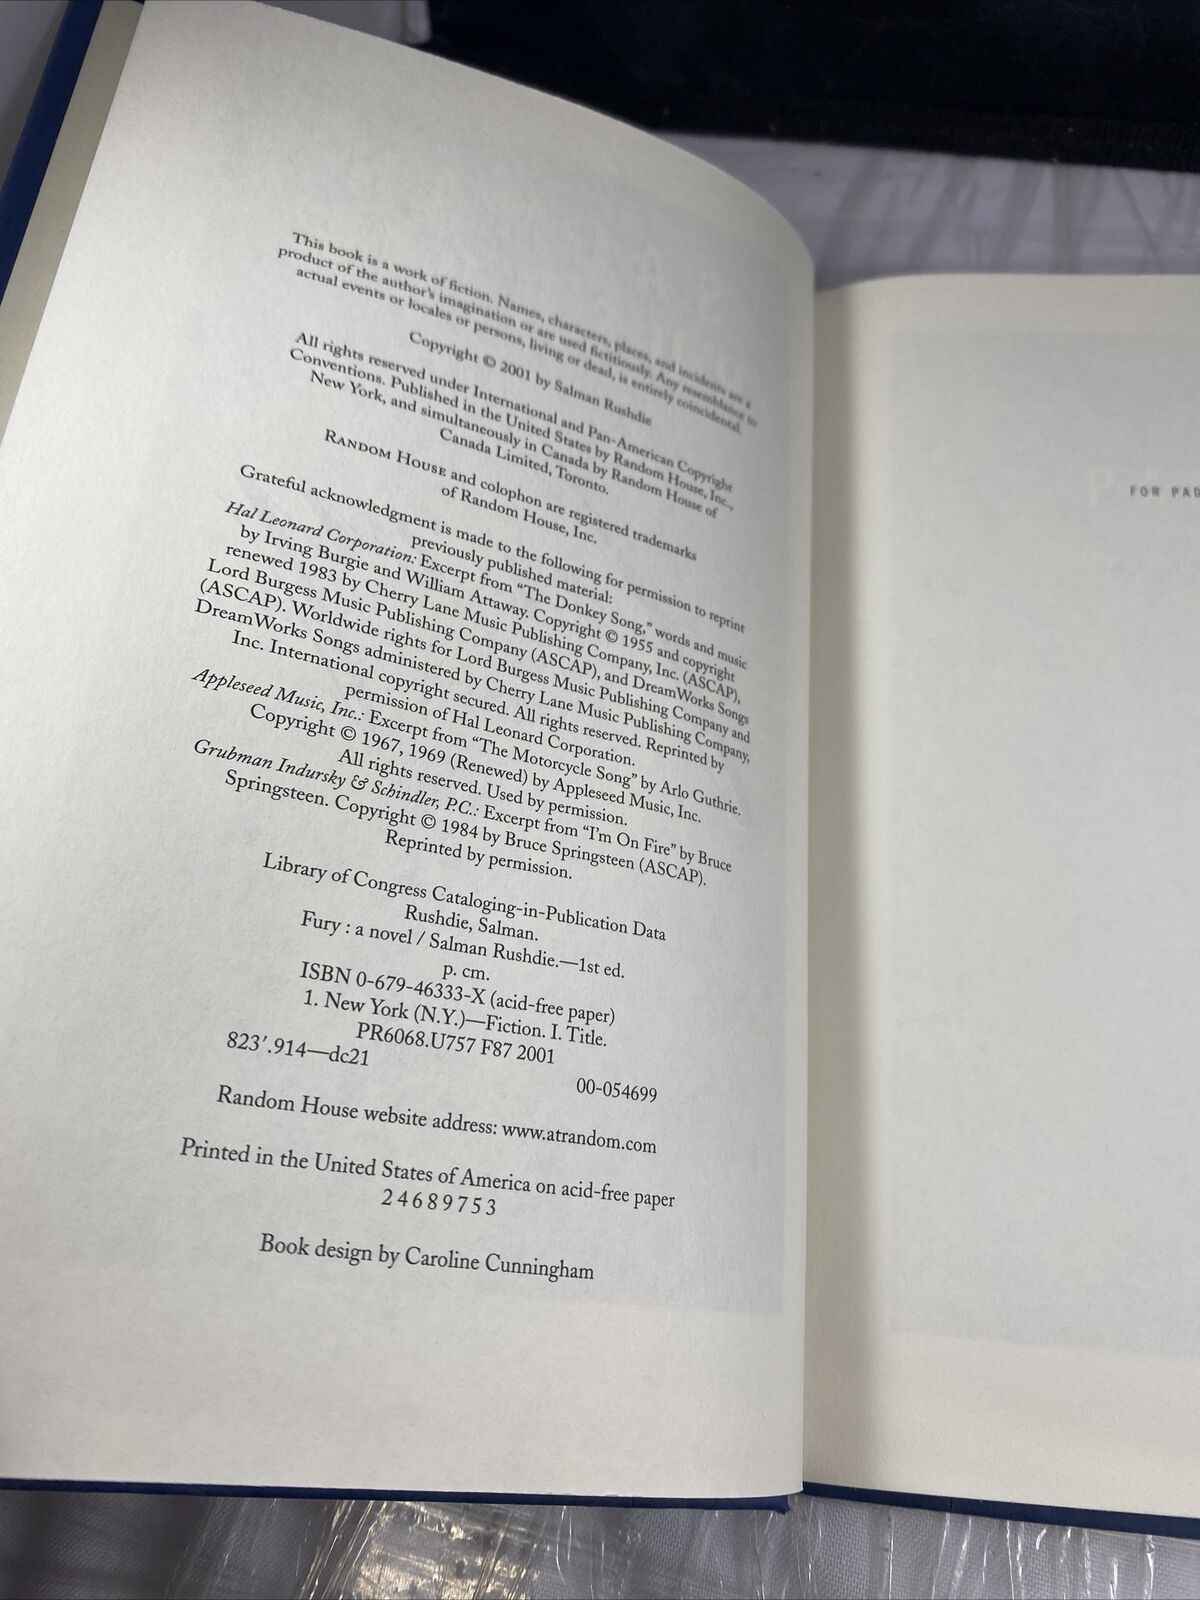 This book is a work of fiction. Names, characters, places, and incidents are a
product of the author's imagination or are used fictitiously. Any resemblance to
actual events or locales or persons, living or dead, is entirely coincidental.
Copyright © 2001 by Salman Rushdie
All rights reserved under International and Pan-American Copyright
Conventions. Published in the United States by Random House, Inc.,
New York, and simultaneously in Canada by Random House of
Canada Limited, Toronto.
RANDOM HOUSE and colophon are registered trademarks
of Random House, Inc.
Grateful acknowledgment is made to the following for permission to reprint
previously published material:
Hal Leonard Corporation: Excerpt from “The Donkey Song,” words and music
by Irving Burgie and William Attaway. Copyright © 1955 and copyright
renewed 1983 by Cherry Lane Music Publishing Company, Inc. (ASCAP),
Lord Burgess Music Publishing Company (ASCAP), and DreamWorks Songs
(ASCAP). Worldwide rights for Lord Burgess Music Publishing Company and
DreamWorks Songs administered by Cherry Lane Music Publishing Company,
Inc. International copyright secured. All rights reserved. Reprinted by
permission of Hal Leonard Corporation.
Appleseed Music, Inc.: Excerpt from “The Motorcycle Song” by Arlo Guthrie.
Copyright © 1967, 1969 (Renewed) by Appleseed Music, Inc.
All rights reserved. Used by permission.
Grubman Indursky & Schindler, P.C.: Excerpt from “I'm On Fire” by Bruce
Springsteen. Copyright © 1984 by Bruce Springsteen (ASCAP).
Reprinted by permission.
Library of Congress Cataloging-in-Publication Data
Rushdie, Salman.
Fury : a novel / Salman Rushdie.—1st ed.
p. cm.
ISBN 0-679-46333-X (acid-free paper)
1. New York (N.Y.)—Fiction. I. Title.
PR6068.U757 F87 2001
823′.914—dc21
00-054699
Random House website address: www.atrandom.com
Printed in the United States of America on acid-free paper
2 4 6 8 9 7 5 3
Book design by Caroline Cunningham
FOR PAD